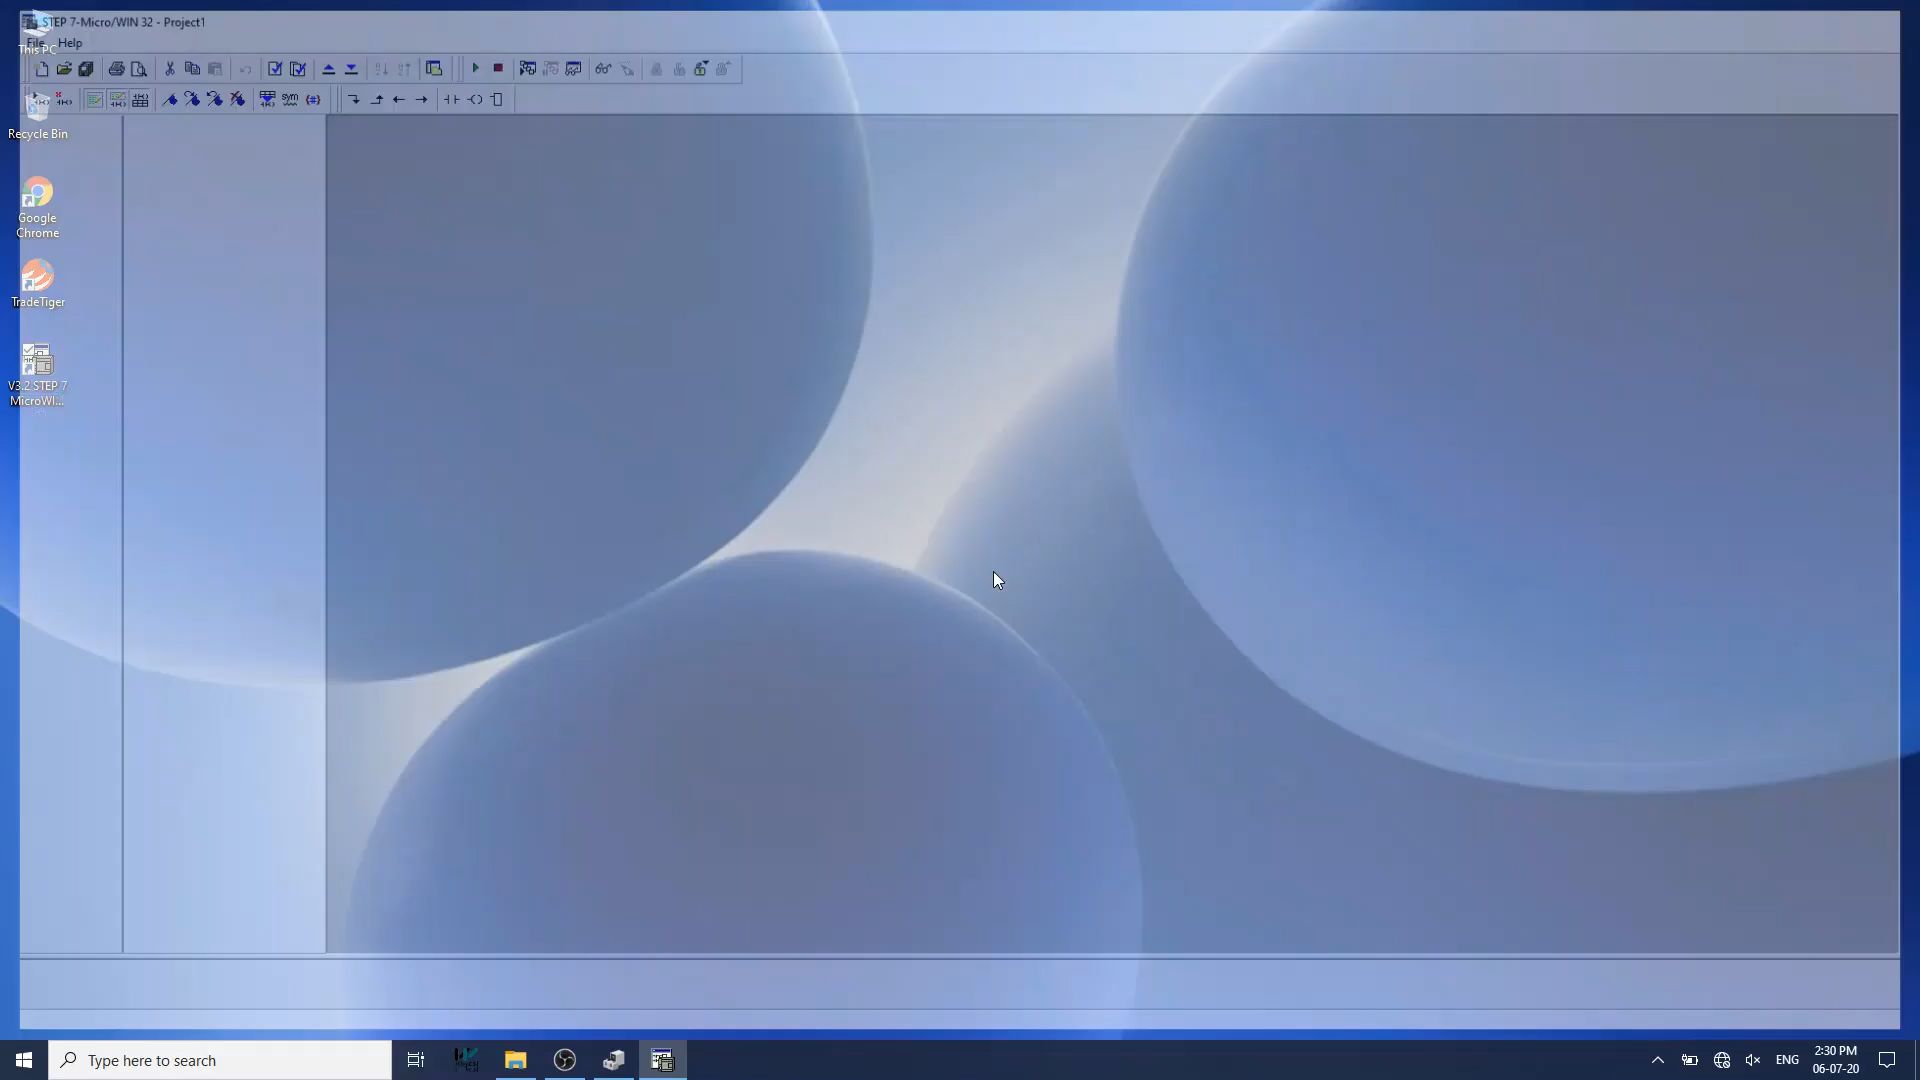 STEP 7-Micro/WIN 32 - Project1
File Help
This PC
sym
Recycle Bin
Google
Chrome
TradeTiger
V3.2 STEP 7
MicroWI...
Type here to search
ENG
2:30 PM
06-07-20